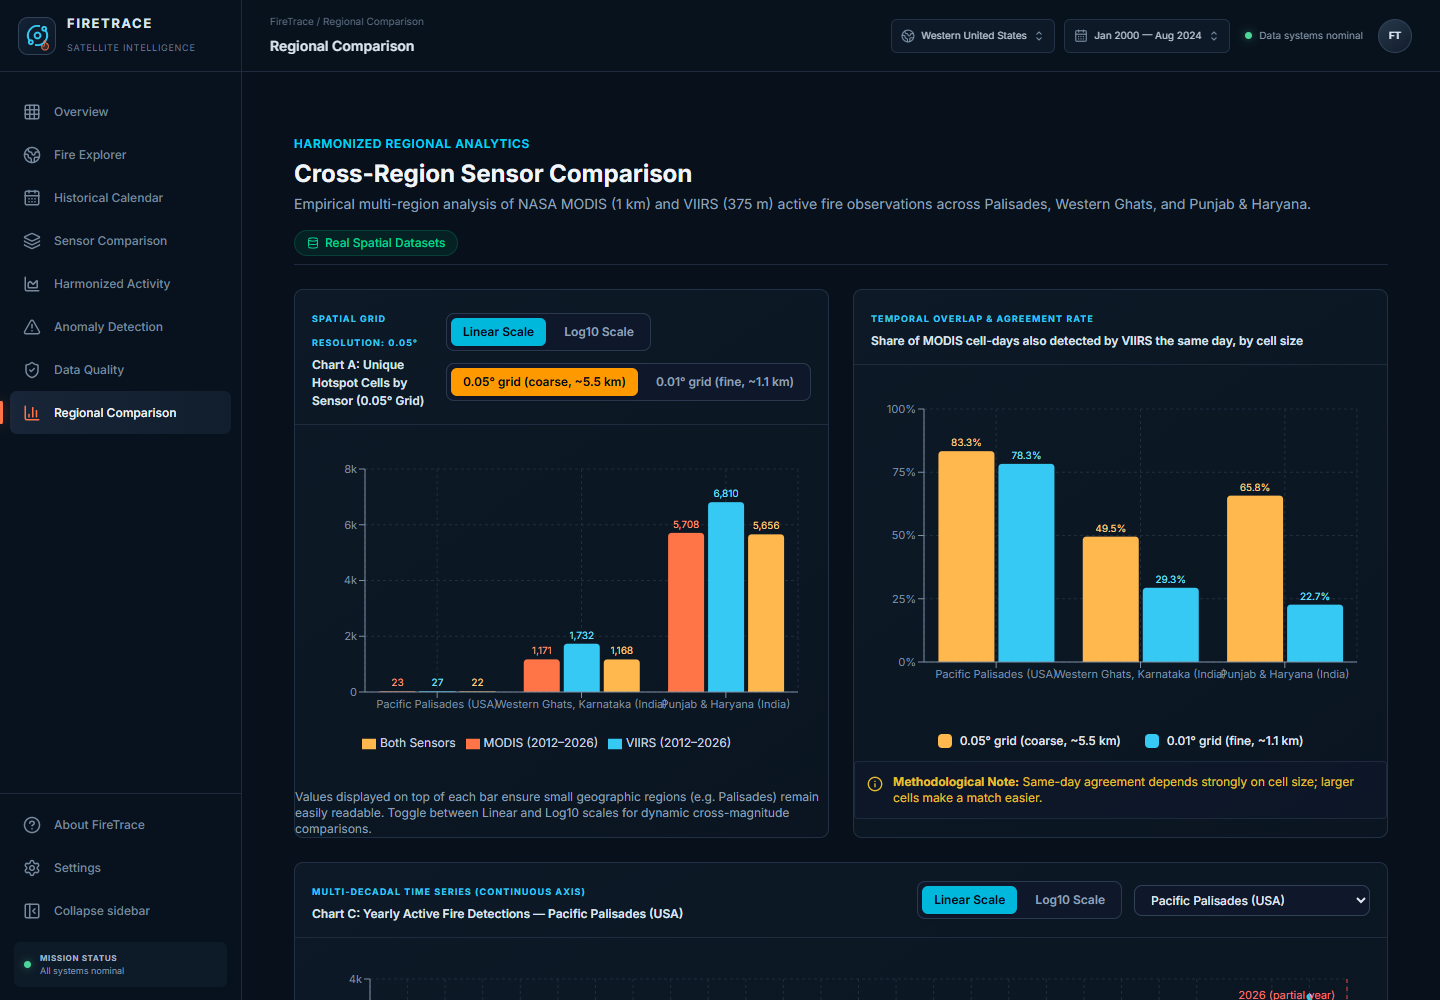 FIRETRACE
SATELLITE INTELLIGENCE
FireTrace / Regional Comparison
Regional Comparison
Western United States
Jan 2000 — Aug 2024
Data systems nominal
FT
Overview
Fire Explorer
Historical Calendar
Sensor Comparison
Harmonized Activity
Anomaly Detection
Data Quality
Regional Comparison
About FireTrace
Settings
Collapse sidebar
MISSION STATUS
All systems nominal
HARMONIZED REGIONAL ANALYTICS
Cross-Region Sensor Comparison
Empirical multi-region analysis of NASA MODIS (1 km) and VIIRS (375 m) active fire observations across Palisades, Western Ghats, and Punjab & Haryana.
Real Spatial Datasets
SPATIAL GRID
RESOLUTION: 0.05°
Chart A: Unique
Hotspot Cells by
Sensor (0.05° Grid)
Linear Scale
Log10 Scale
0.05° grid (coarse, ~5.5 km)
0.01° grid (fine, ~1.1 km)
8k
6k
4k
2k
0
23
27
22
1,171
1,732
1,168
5,708
6,810
5,656
Pacific Palisades (USA)
Western Ghats, Karnataka (India)
Punjab & Haryana (India)
Both Sensors
MODIS (2012–2026)
VIIRS (2012–2026)
Values displayed on top of each bar ensure small geographic regions (e.g. Palisades) remain
easily readable. Toggle between Linear and Log10 scales for dynamic cross-magnitude
comparisons.
TEMPORAL OVERLAP & AGREEMENT RATE
Share of MODIS cell-days also detected by VIIRS the same day, by cell size
100%
75%
50%
25%
0%
83.3%
78.3%
49.5%
29.3%
65.8%
22.7%
Pacific Palisades (USA)
Western Ghats, Karnataka (India)
Punjab & Haryana (India)
0.05° grid (coarse, ~5.5 km)
0.01° grid (fine, ~1.1 km)
Methodological Note: Same-day agreement depends strongly on cell size; larger
cells make a match easier.
MULTI-DECADAL TIME SERIES (CONTINUOUS AXIS)
Chart C: Yearly Active Fire Detections — Pacific Palisades (USA)
Linear Scale
Log10 Scale
Pacific Palisades (USA)
4k
2026 (partial year)